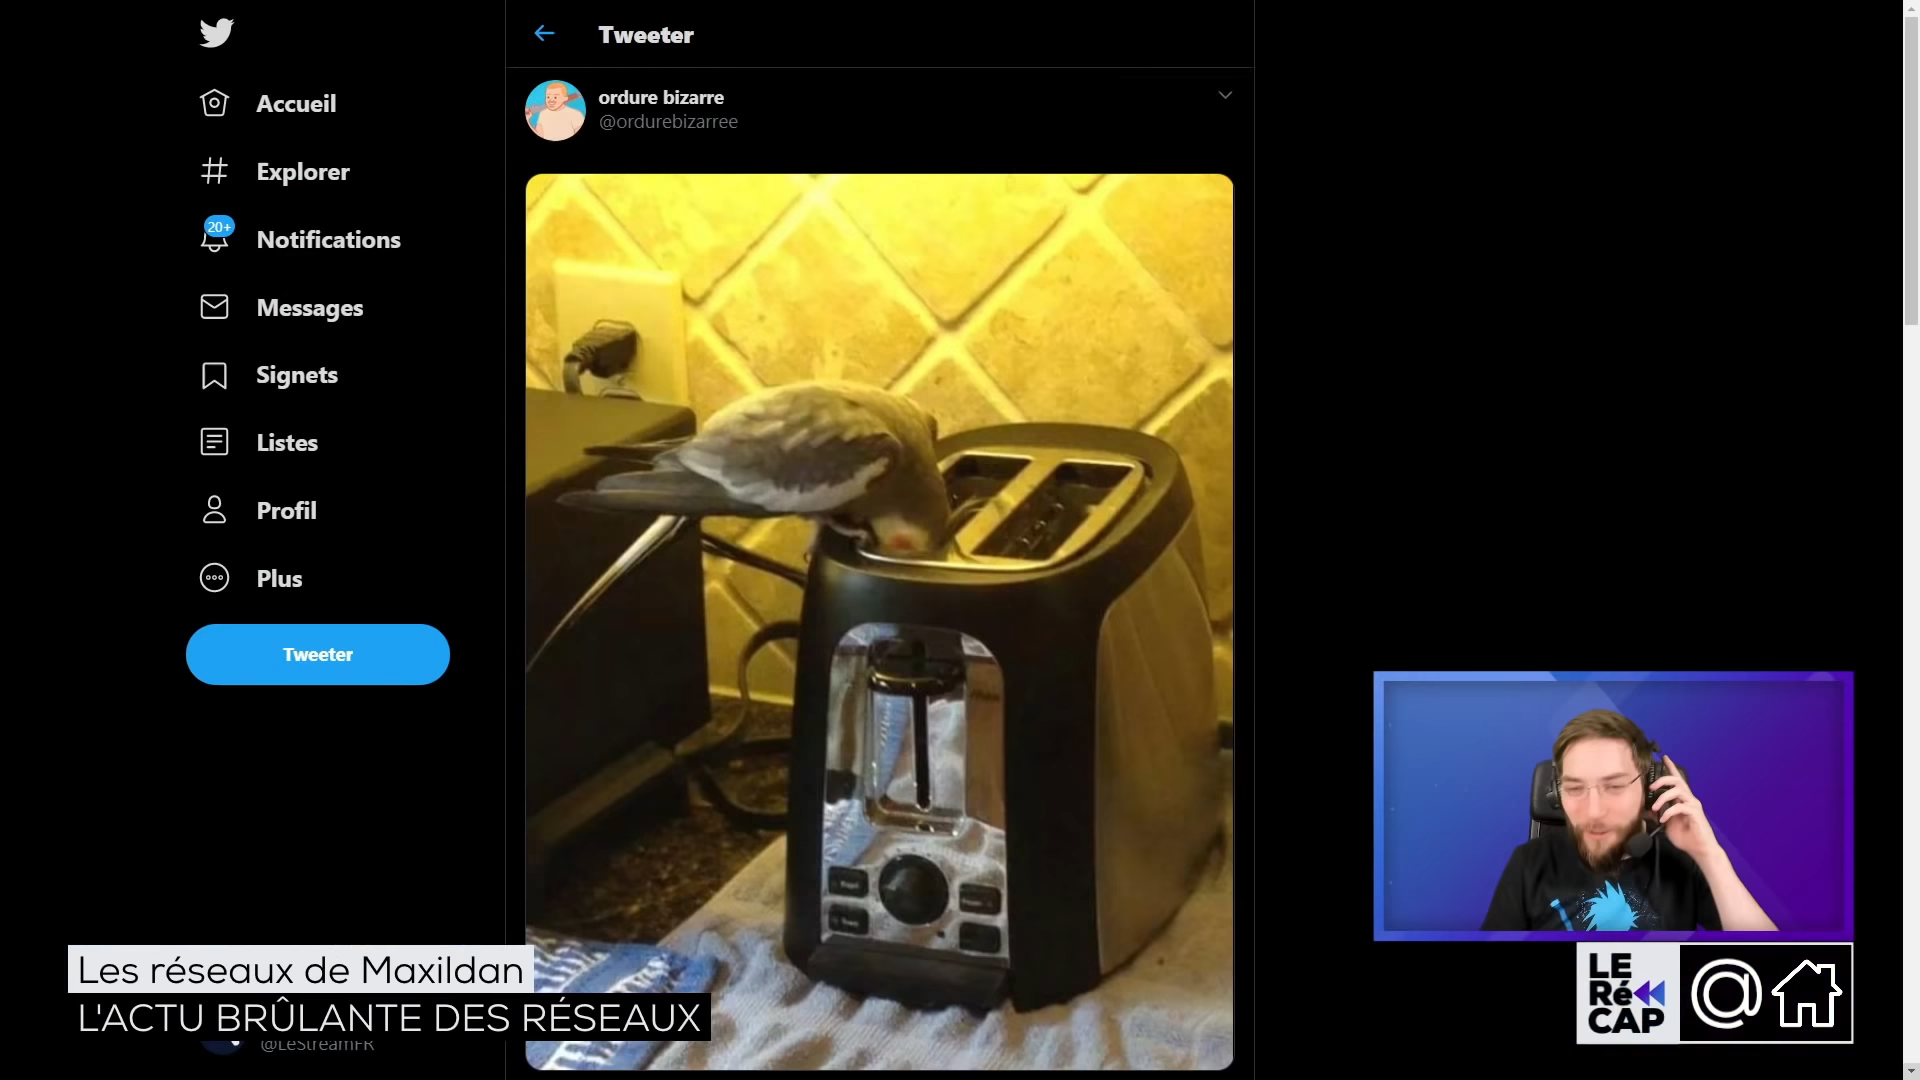 Tweeter
ordure bizarre
@ordurebizarree
Accueil
Explorer
20+
Notifications
Messages
Signets
Listes
Profil
Plus
Tweeter
Les réseaux de Maxildan
L'ACTU BRÛLANTE DES RÉSEAUX
@LeStreamFR
LE
Ré
CAP
@